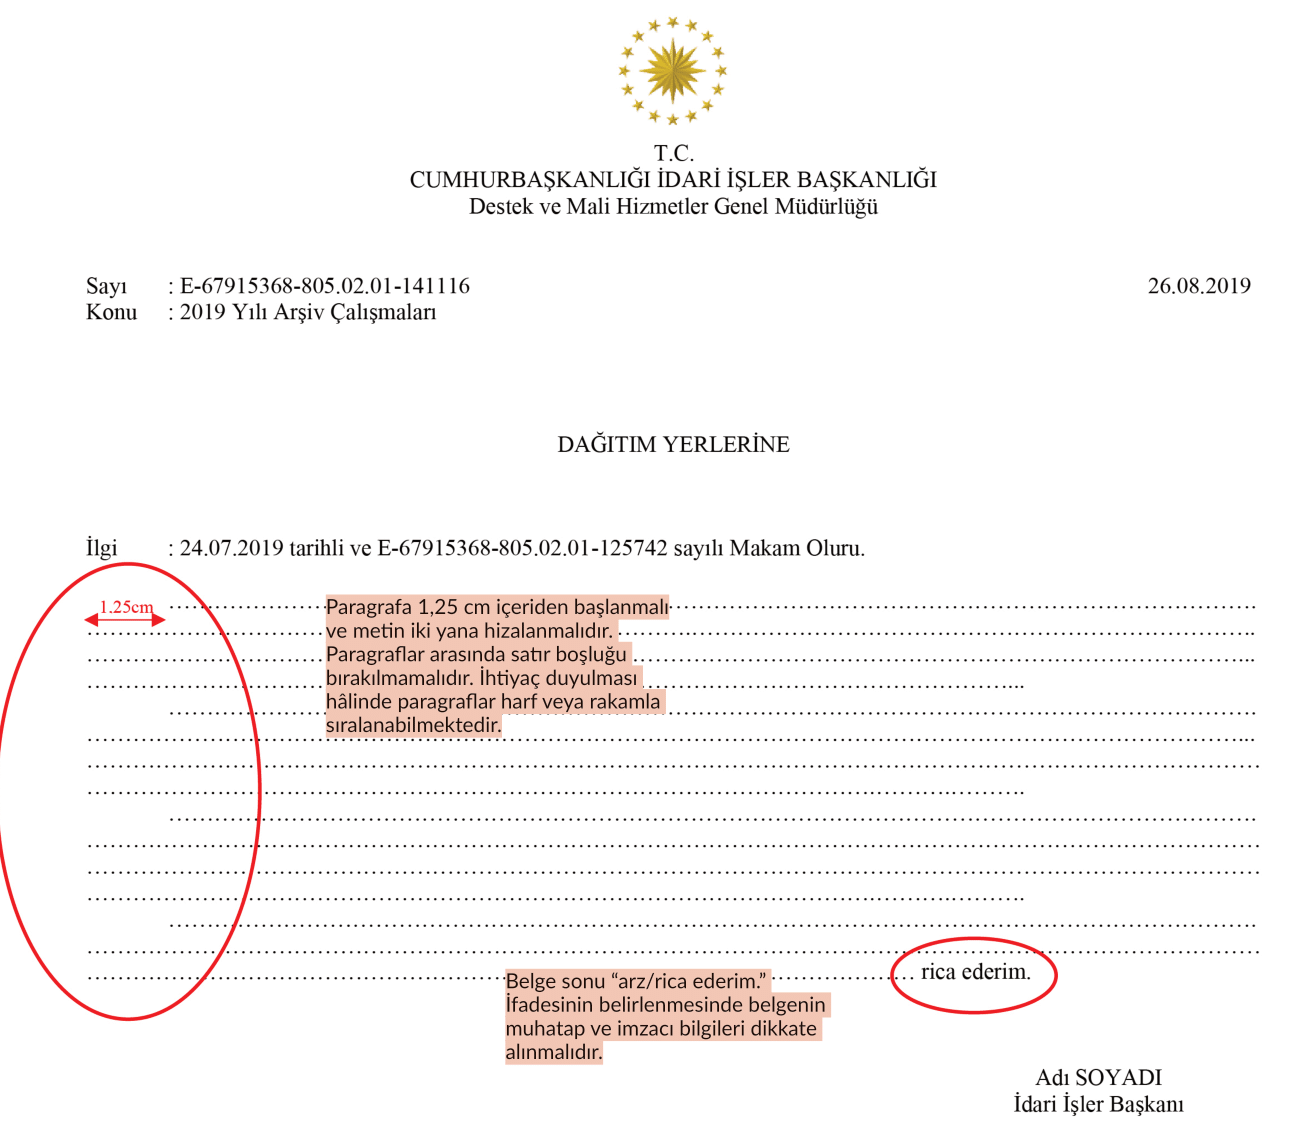 T.C.
CUMHURBAŞKANLIĞI İDARİ İŞLER BAŞKANLIĞI
Destek ve Mali Hizmetler Genel Müdürlüğü
Sayı : E-67915368-805.02.01-141116 26.08.2019
Konu : 2019 Yılı Arşiv Çalışmaları
DAĞITIM YERLERİNE
İlgi : 24.07.2019 tarihli ve E-67915368-805.02.01-125742 sayılı Makam Oluru.
1.25cm
Paragrafa 1,25 cm içeriden başlanmalı
ve metin iki yana hizalanmalıdır.
Paragraflar arasında satır boşluğu
bırakılmamalıdır. İhtiyaç duyulması
hâlinde paragraflar harf veya rakamla
sıralanabilmektedir.
rica ederim.
Belge sonu “arz/rica ederim.”
İfadesinin belirlenmesinde belgenin
muhatap ve imzacı bilgileri dikkate
alınmalıdır.
Adı SOYADI
İdari İşler Başkanı